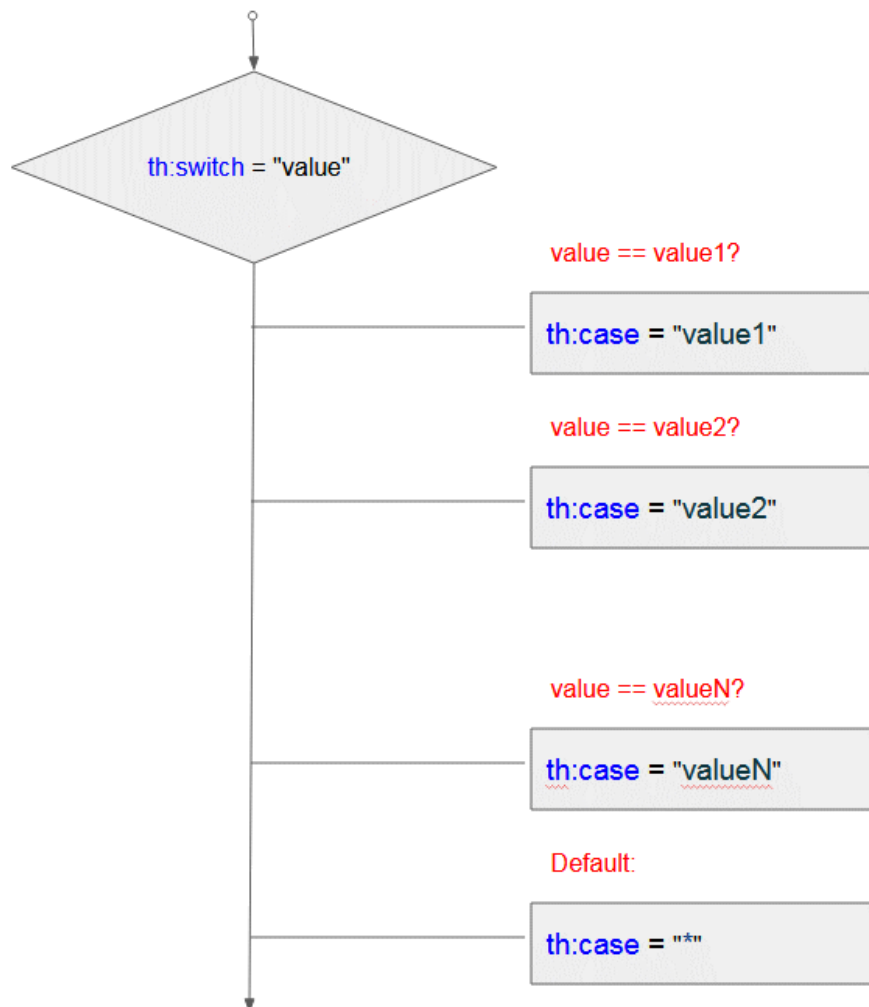 th:switch = "value"
value == value1?
th:case = "value1"
value == value2?
th:case = "value2"
value == valueN?
th:case = "valueN"
Default:
th:case = "*"